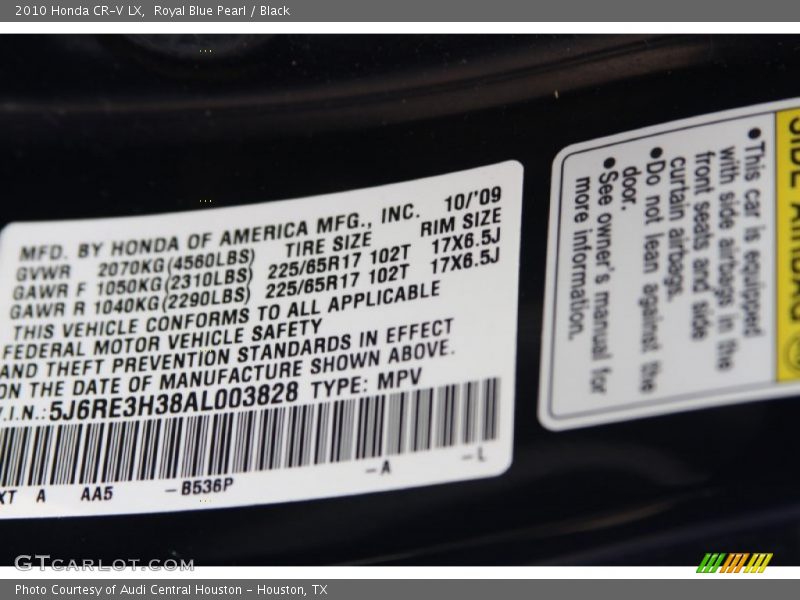 2010 Honda CR-V LX,  Royal Blue Pearl / Black
MFD. BY HONDA OF AMERICA MFG., INC. 10/'09
GVWR 2070KG(4560LBS) TIRE SIZE RIM SIZE
GAWR F 1050KG(2310LBS) 225/65R17 102T 17X6.5J
GAWR R 1040KG(2290LBS) 225/65R17 102T 17X6.5J
THIS VEHICLE CONFORMS TO ALL APPLICABLE
FEDERAL MOTOR VEHICLE SAFETY
AND THEFT PREVENTION STANDARDS IN EFFECT
ON THE DATE OF MANUFACTURE SHOWN ABOVE.
V.I.N.: 5J6RE3H38AL003828 TYPE: MPV
XT A AA5 -B536P -A -L
SIDE AIRBAG
•This car is equipped
with side airbags in the
front seats and side
curtain airbags.
•Do not lean against the
door.
•See owner's manual for
more information.
GTCARLOT.COM
Photo Courtesy of Audi Central Houston - Houston, TX